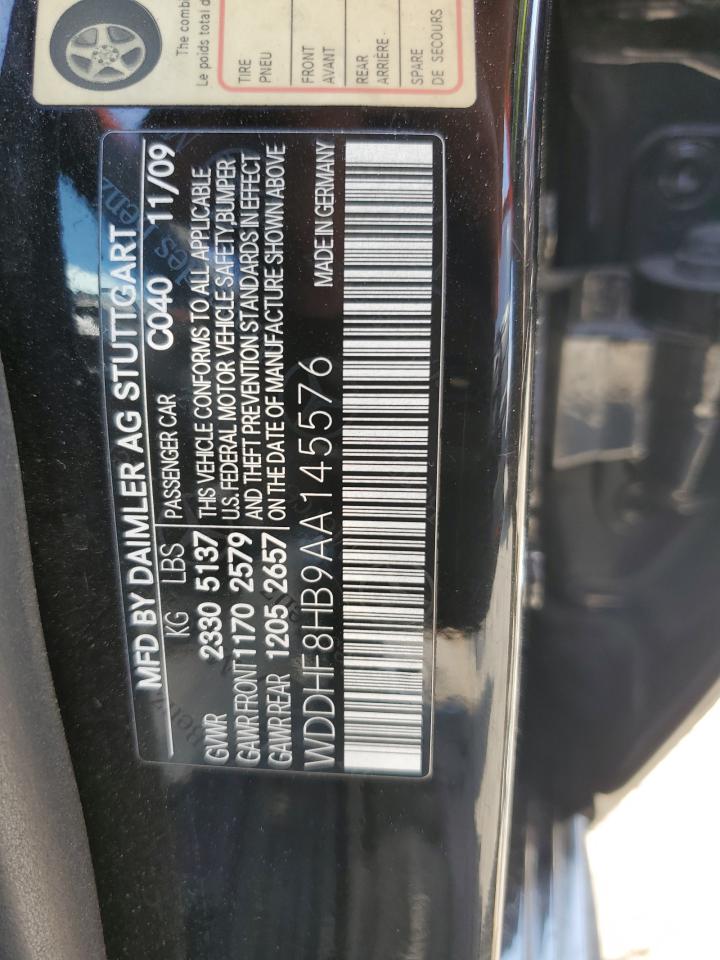 The combi
Le poids total d
TIRE
PNEU
FRONT
AVANT
REAR
ARRIÈRE
SPARE
DE SECOURS
MFD BY DAIMLER AG STUTTGART
C040 11/09
KG LBS PASSENGER CAR
GVWR 2330 5137
GAWR FRONT 1170 2579
GAWR REAR 1205 2657
THIS VEHICLE CONFORMS TO ALL APPLICABLE
U.S. FEDERAL MOTOR VEHICLE SAFETY,BUMPER
AND THEFT PREVENTION STANDARDS IN EFFECT
ON THE DATE OF MANUFACTURE SHOWN ABOVE
WDDHF8HB9AA145576 MADE IN GERMANY